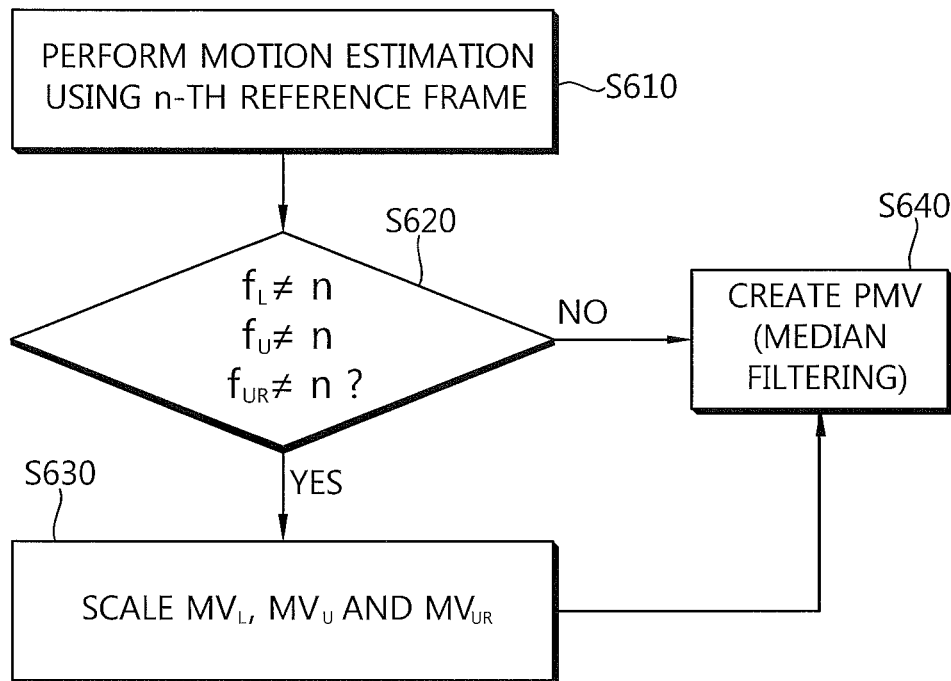 PERFORM MOTION ESTIMATION
USING n-TH REFERENCE FRAME
S610
S620
f_L ≠ n
f_U ≠ n
f_UR ≠ n ?
NO
S640
CREATE PMV
(MEDIAN
FILTERING)
YES
S630
SCALE MV_L, MV_U AND MV_UR